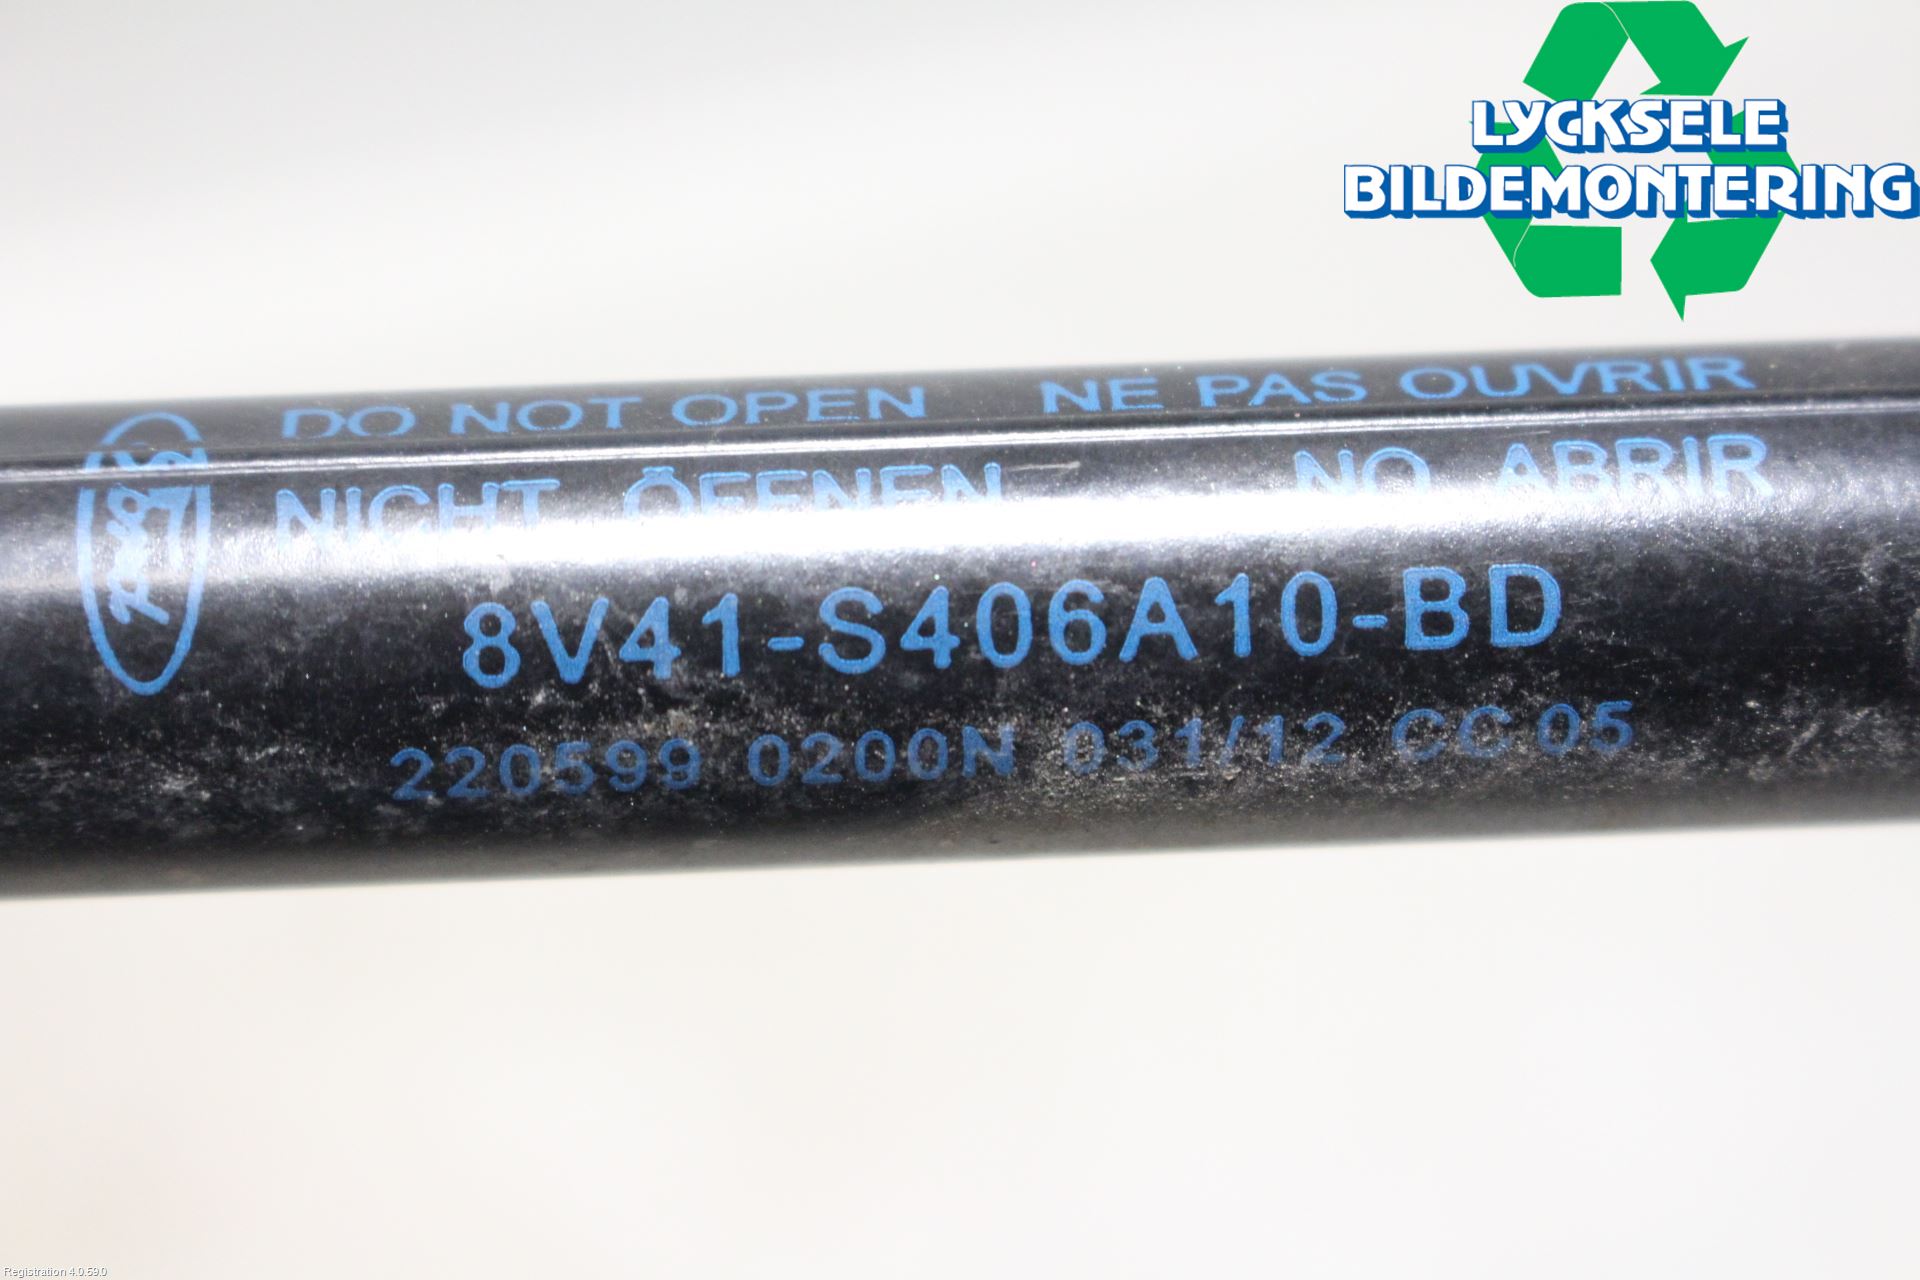 LYCKSELE
BILDEMONTERING
DO NOT OPEN NE PAS OUVRIR
NICHT ÖFFNEN NO ABRIR
Ford
8V41-S406A10-BD
220599 0200N 031/12 CC 05
Registration 4.0.59.0